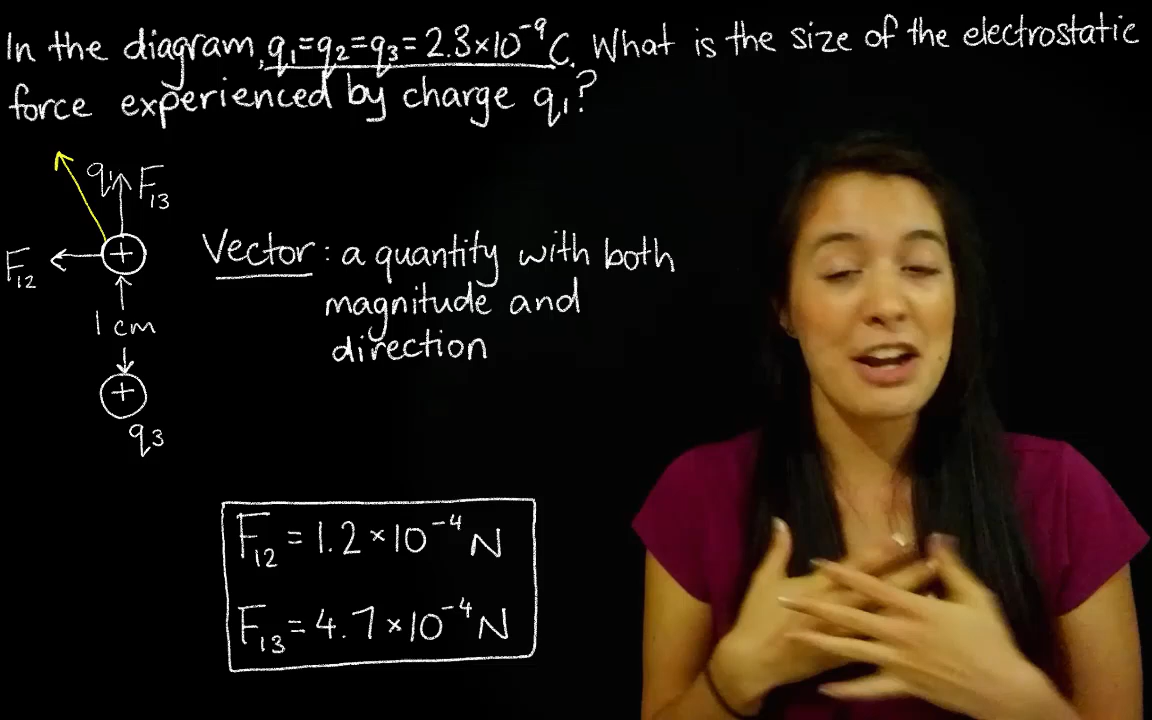 In the diagram, q₁=q₂=q₃=2.3×10⁻⁹C. What is the size of the electrostatic
force experienced by charge q₁?
q₁ F₁₃
+
F₁₂
Vector: a quantity with both
magnitude and
direction
1 cm
+
q₃
F₁₂ = 1.2×10⁻⁴ N
F₁₃ = 4.7×10⁻⁴ N